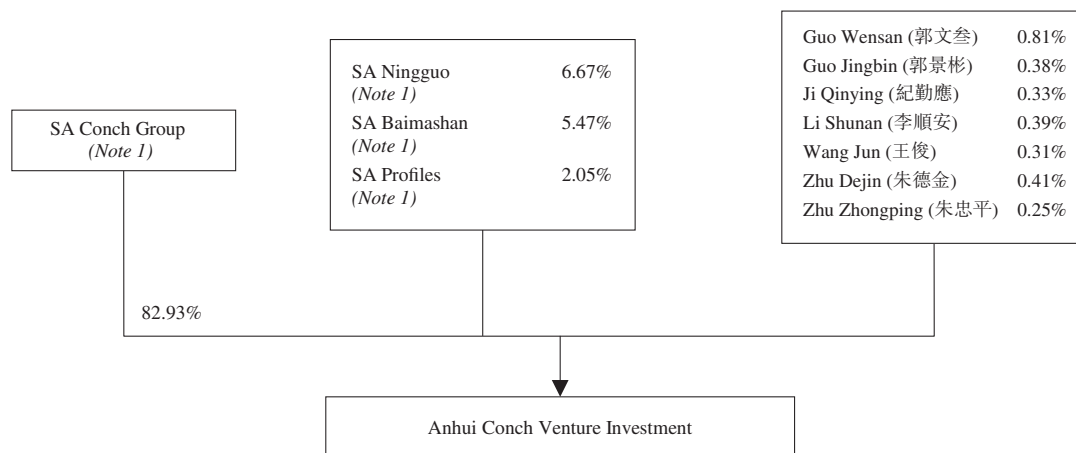 SA Conch Group
(Note 1)
82.93%
SA Ningguo 6.67%
(Note 1)
SA Baimashan 5.47%
(Note 1)
SA Profiles 2.05%
(Note 1)
Guo Wensan (郭文叁) 0.81%
Guo Jingbin (郭景彬) 0.38%
Ji Qinying (紀勤應) 0.33%
Li Shunan (李順安) 0.39%
Wang Jun (王俊) 0.31%
Zhu Dejin (朱德金) 0.41%
Zhu Zhongping (朱忠平) 0.25%
Anhui Conch Venture Investment